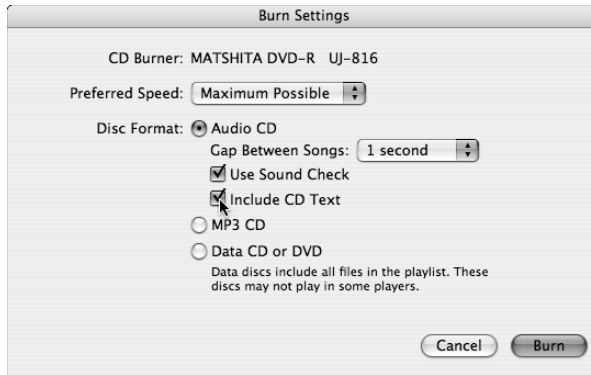 Burn Settings
CD Burner: MATSHITA DVD-R UJ-816
Preferred Speed: Maximum Possible
Disc Format: Audio CD
Gap Between Songs: 1 second
Use Sound Check
Include CD Text
MP3 CD
Data CD or DVD
Data discs include all files in the playlist. These
discs may not play in some players.
Cancel Burn